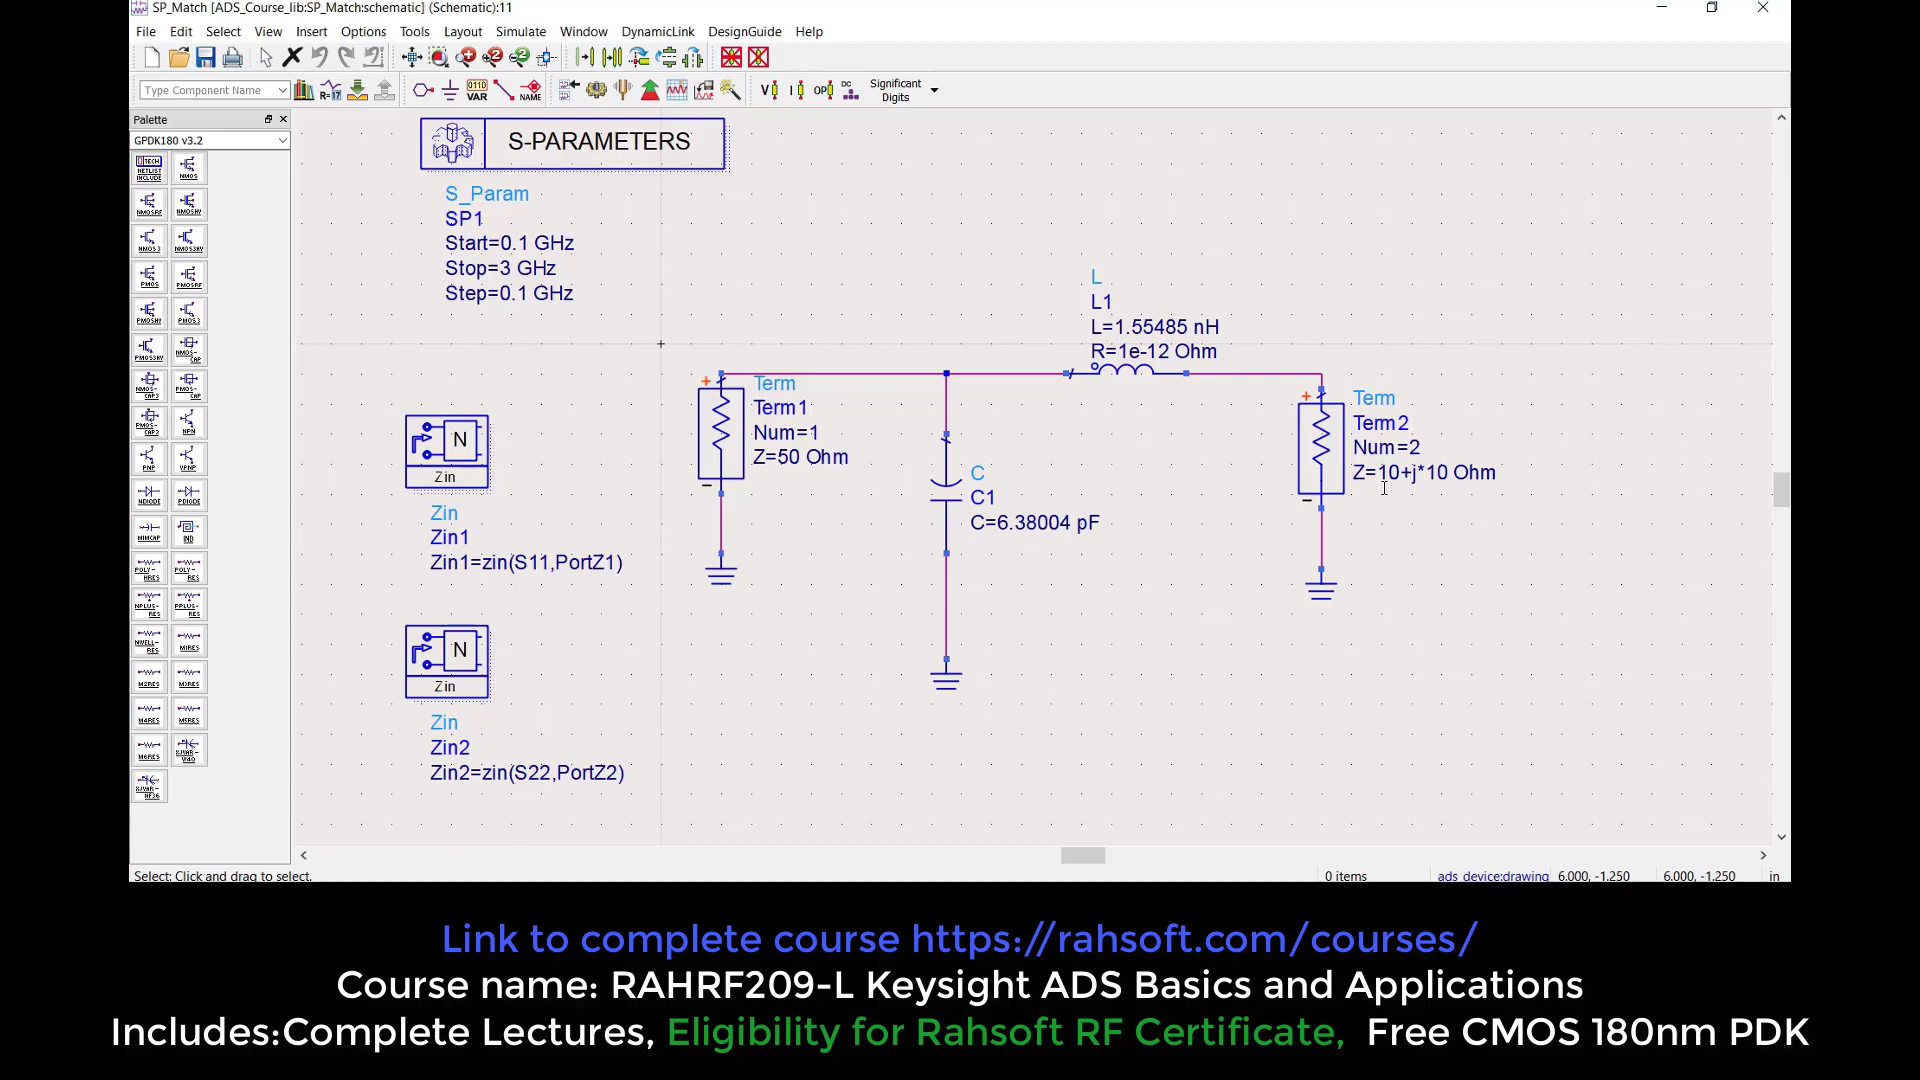 SP_Match [ADS_Course_lib:SP_Match:schematic] (Schematic):11
File Edit Select View Insert Options Tools Layout Simulate Window DynamicLink DesignGuide Help
Type Component Name
VAR
NAME
Significant
Digits
Palette
GPDK180 v3.2
S-PARAMETERS
S_Param
SP1
Start=0.1 GHz
Stop=3 GHz
Step=0.1 GHz
L
L1
L=1.55485 nH
R=1e-12 Ohm
Term
Term1
Num=1
Z=50 Ohm
C
C1
C=6.38004 pF
Term
Term2
Num=2
Z=10+j*10 Ohm
N
Zin
Zin
Zin1
Zin1=zin(S11,PortZ1)
N
Zin
Zin
Zin2
Zin2=zin(S22,PortZ2)
Select: Click and drag to select.
0 items
ads_device:drawing
6.000, -1.250
6.000, -1.250
in
Link to complete course https://rahsoft.com/courses/
Course name: RAHRF209-L Keysight ADS Basics and Applications
Includes:Complete Lectures, Eligibility for Rahsoft RF Certificate, Free CMOS 180nm PDK